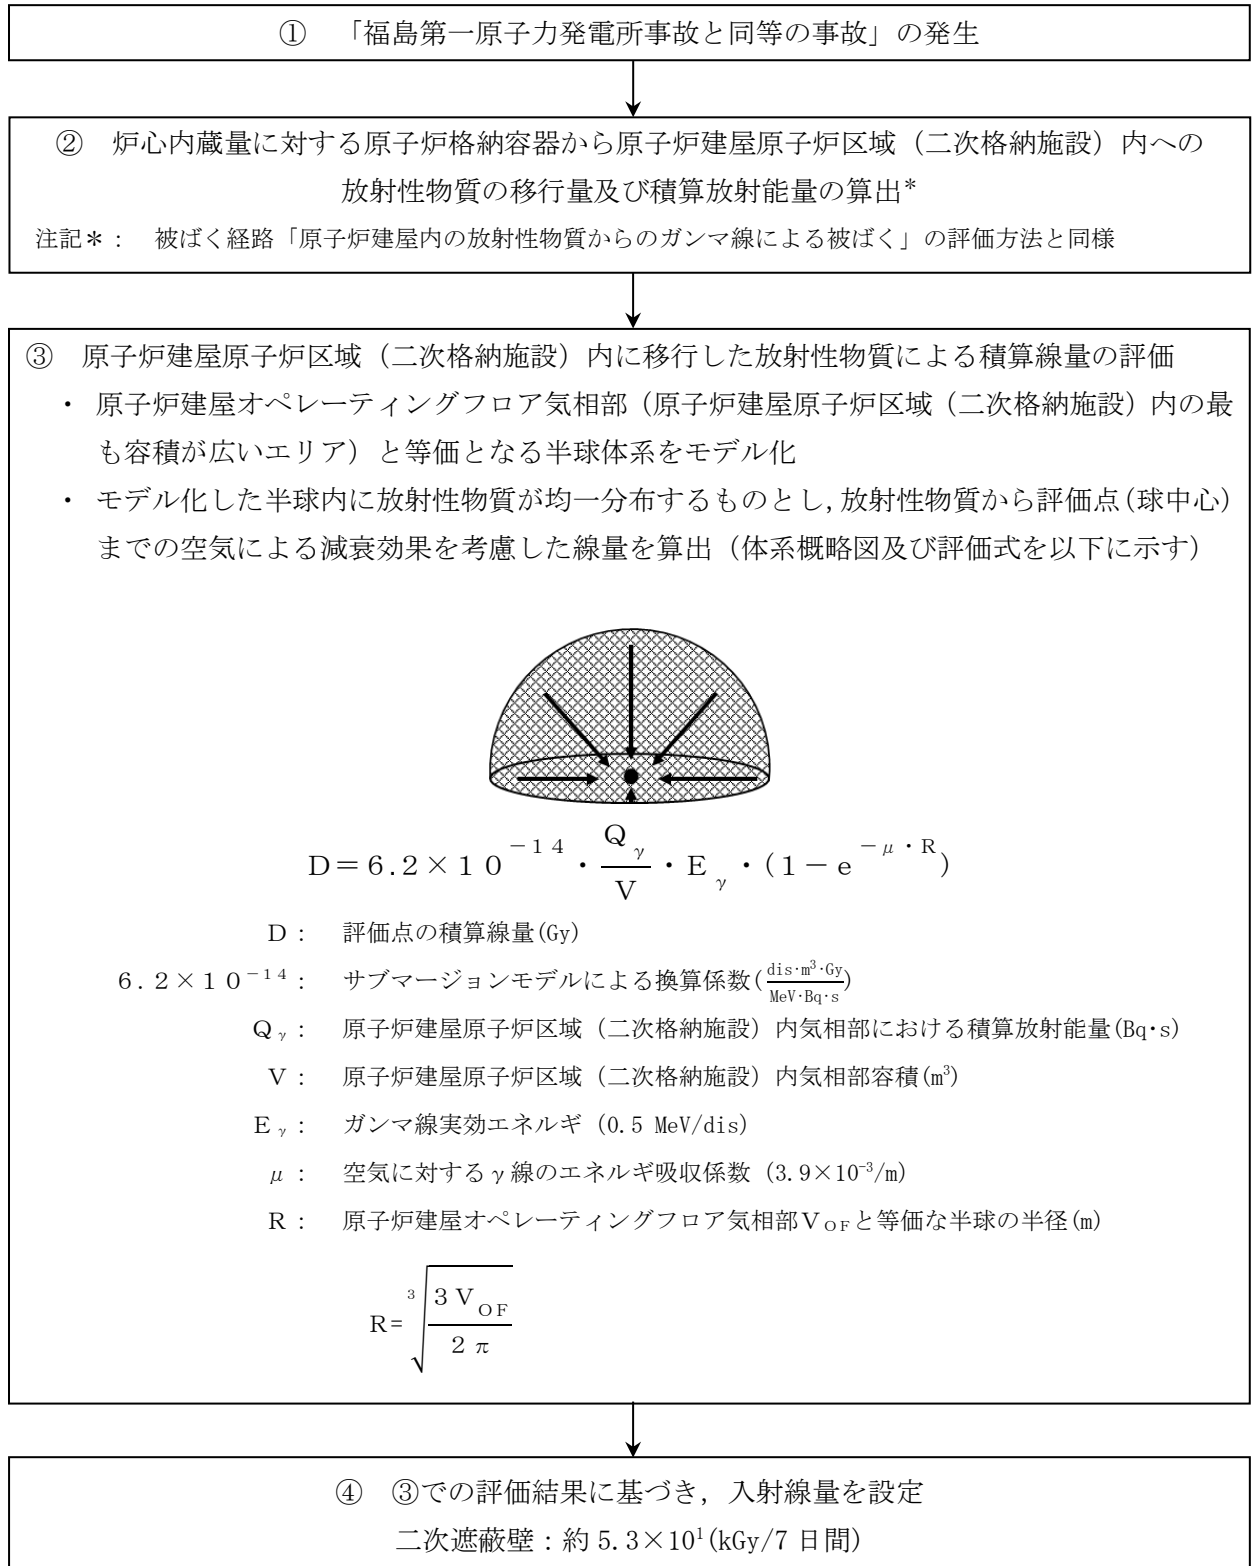 ① 「福島第一原子力発電所事故と同等の事故」の発生
② 炉心内蔵量に対する原子炉格納容器から原子炉建屋原子炉区域（二次格納施設）内への
放射性物質の移行量及び積算放射能量の算出*
注記＊： 被ばく経路「原子炉建屋内の放射性物質からのガンマ線による被ばく」の評価方法と同様
③ 原子炉建屋原子炉区域（二次格納施設）内に移行した放射性物質による積算線量の評価
・ 原子炉建屋オペレーティングフロア気相部（原子炉建屋原子炉区域（二次格納施設）内の最
も容積が広いエリア）と等価となる半球体系をモデル化
・ モデル化した半球内に放射性物質が均一分布するものとし，放射性物質から評価点（球中心）
までの空気による減衰効果を考慮した線量を算出（体系概略図及び評価式を以下に示す）
Ｄ＝６.２×１０^－１４・Ｑγ/Ｖ・Ｅγ・（１－ｅ^－μ・Ｒ）
Ｄ： 評価点の積算線量(Gy)
６.２×１０^－１４： サブマージョンモデルによる換算係数(dis･m³･Gy/MeV･Bq･s)
Ｑγ： 原子炉建屋原子炉区域（二次格納施設）内気相部における積算放射能量(Bq･s)
Ｖ： 原子炉建屋原子炉区域（二次格納施設）内気相部容積(m³)
Ｅγ： ガンマ線実効エネルギ（0.5 MeV/dis）
μ： 空気に対するγ線のエネルギ吸収係数（3.9×10⁻³/m）
Ｒ： 原子炉建屋オペレーティングフロア気相部ＶＯＦと等価な半球の半径(m)
Ｒ=³√３ＶＯＦ/２π
④ ③での評価結果に基づき，入射線量を設定
二次遮蔽壁：約 5.3×10¹(kGy/7 日間)